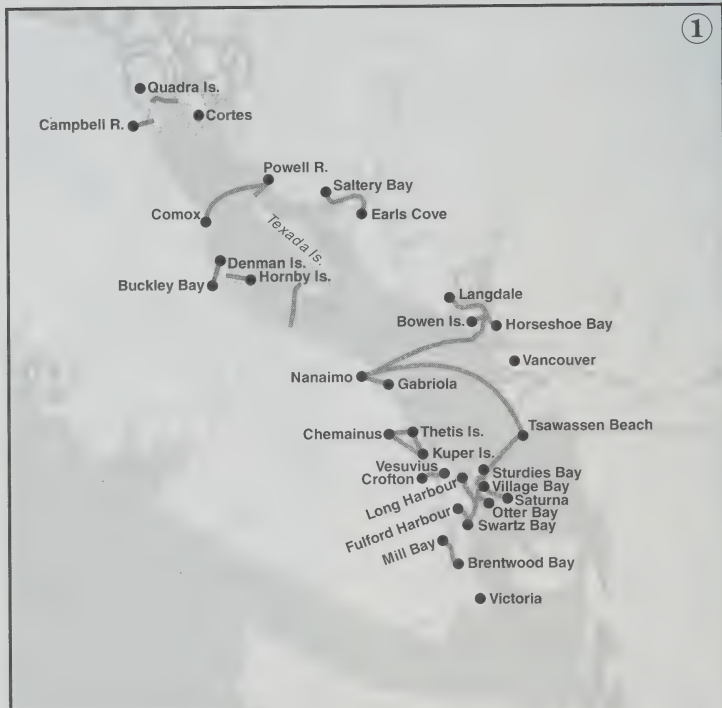 ①
Quadra Is.
Campbell R.
Cortes
Powell R.
Saltery Bay
Comox
Earls Cove
Texada Is.
Denman Is.
Buckley Bay
Hornby Is.
Langdale
Bowen Is.
Horseshoe Bay
Vancouver
Nanaimo
Gabriola
Chemainus
Thetis Is.
Tsawassen Beach
Kuper Is.
Vesuvius
Crofton
Sturdies Bay
Village Bay
Long Harbour
Saturna
Otter Bay
Fulford Harbour
Swartz Bay
Mill Bay
Brentwood Bay
Victoria